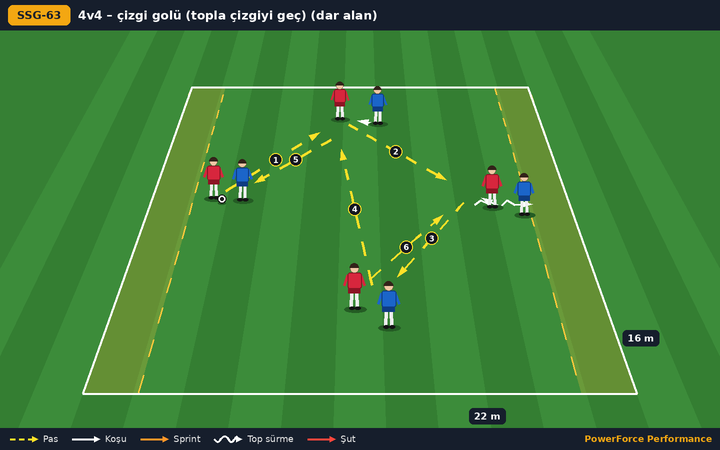 SSG-63 4v4 – çizgi golü (topla çizgiyi geç) (dar alan)
1
5
2
4
6
3
16 m
22 m
Pas Koşu Sprint Top sürme Şut PowerForce Performance